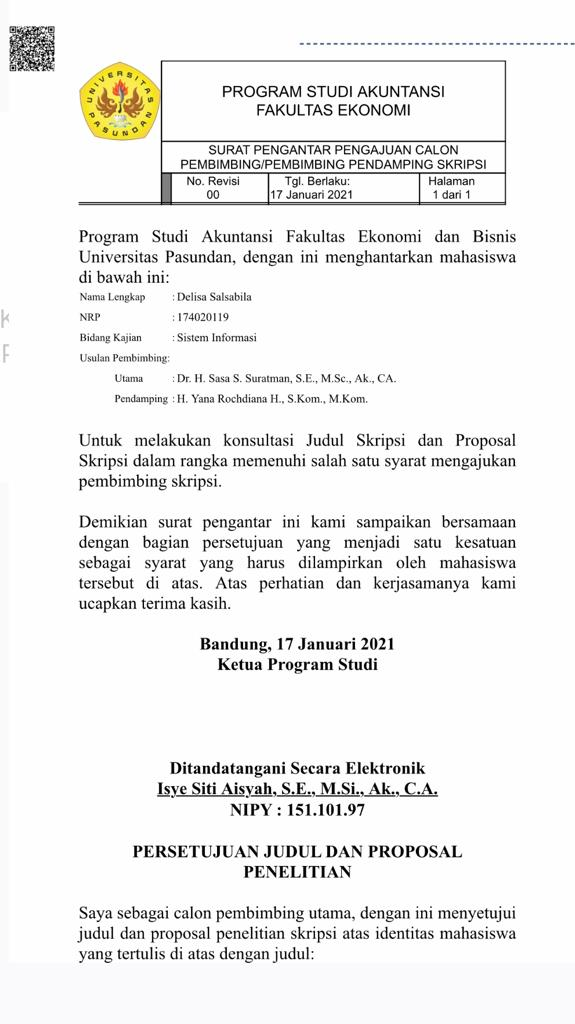 UNIVERSITAS
PASUNDAN
PROGRAM STUDI AKUNTANSI
FAKULTAS EKONOMI
SURAT PENGANTAR PENGAJUAN CALON
PEMBIMBING/PEMBIMBING PENDAMPING SKRIPSI
No. Revisi Tgl. Berlaku: Halaman
00 17 Januari 2021 1 dari 1
Program Studi Akuntansi Fakultas Ekonomi dan Bisnis
Universitas Pasundan, dengan ini menghantarkan mahasiswa
di bawah ini:
Nama Lengkap : Delisa Salsabila
NRP : 174020119
Bidang Kajian : Sistem Informasi
Usulan Pembimbing:
Utama : Dr. H. Sasa S. Suratman, S.E., M.Sc., Ak., CA.
Pendamping : H. Yana Rochdiana H., S.Kom., M.Kom.
Untuk melakukan konsultasi Judul Skripsi dan Proposal
Skripsi dalam rangka memenuhi salah satu syarat mengajukan
pembimbing skripsi.
Demikian surat pengantar ini kami sampaikan bersamaan
dengan bagian persetujuan yang menjadi satu kesatuan
sebagai syarat yang harus dilampirkan oleh mahasiswa
tersebut di atas. Atas perhatian dan kerjasamanya kami
ucapkan terima kasih.
Bandung, 17 Januari 2021
Ketua Program Studi
Ditandatangani Secara Elektronik
Isye Siti Aisyah, S.E., M.Si., Ak., C.A.
NIPY : 151.101.97
PERSETUJUAN JUDUL DAN PROPOSAL
PENELITIAN
Saya sebagai calon pembimbing utama, dengan ini menyetujui
judul dan proposal penelitian skripsi atas identitas mahasiswa
yang tertulis di atas dengan judul: